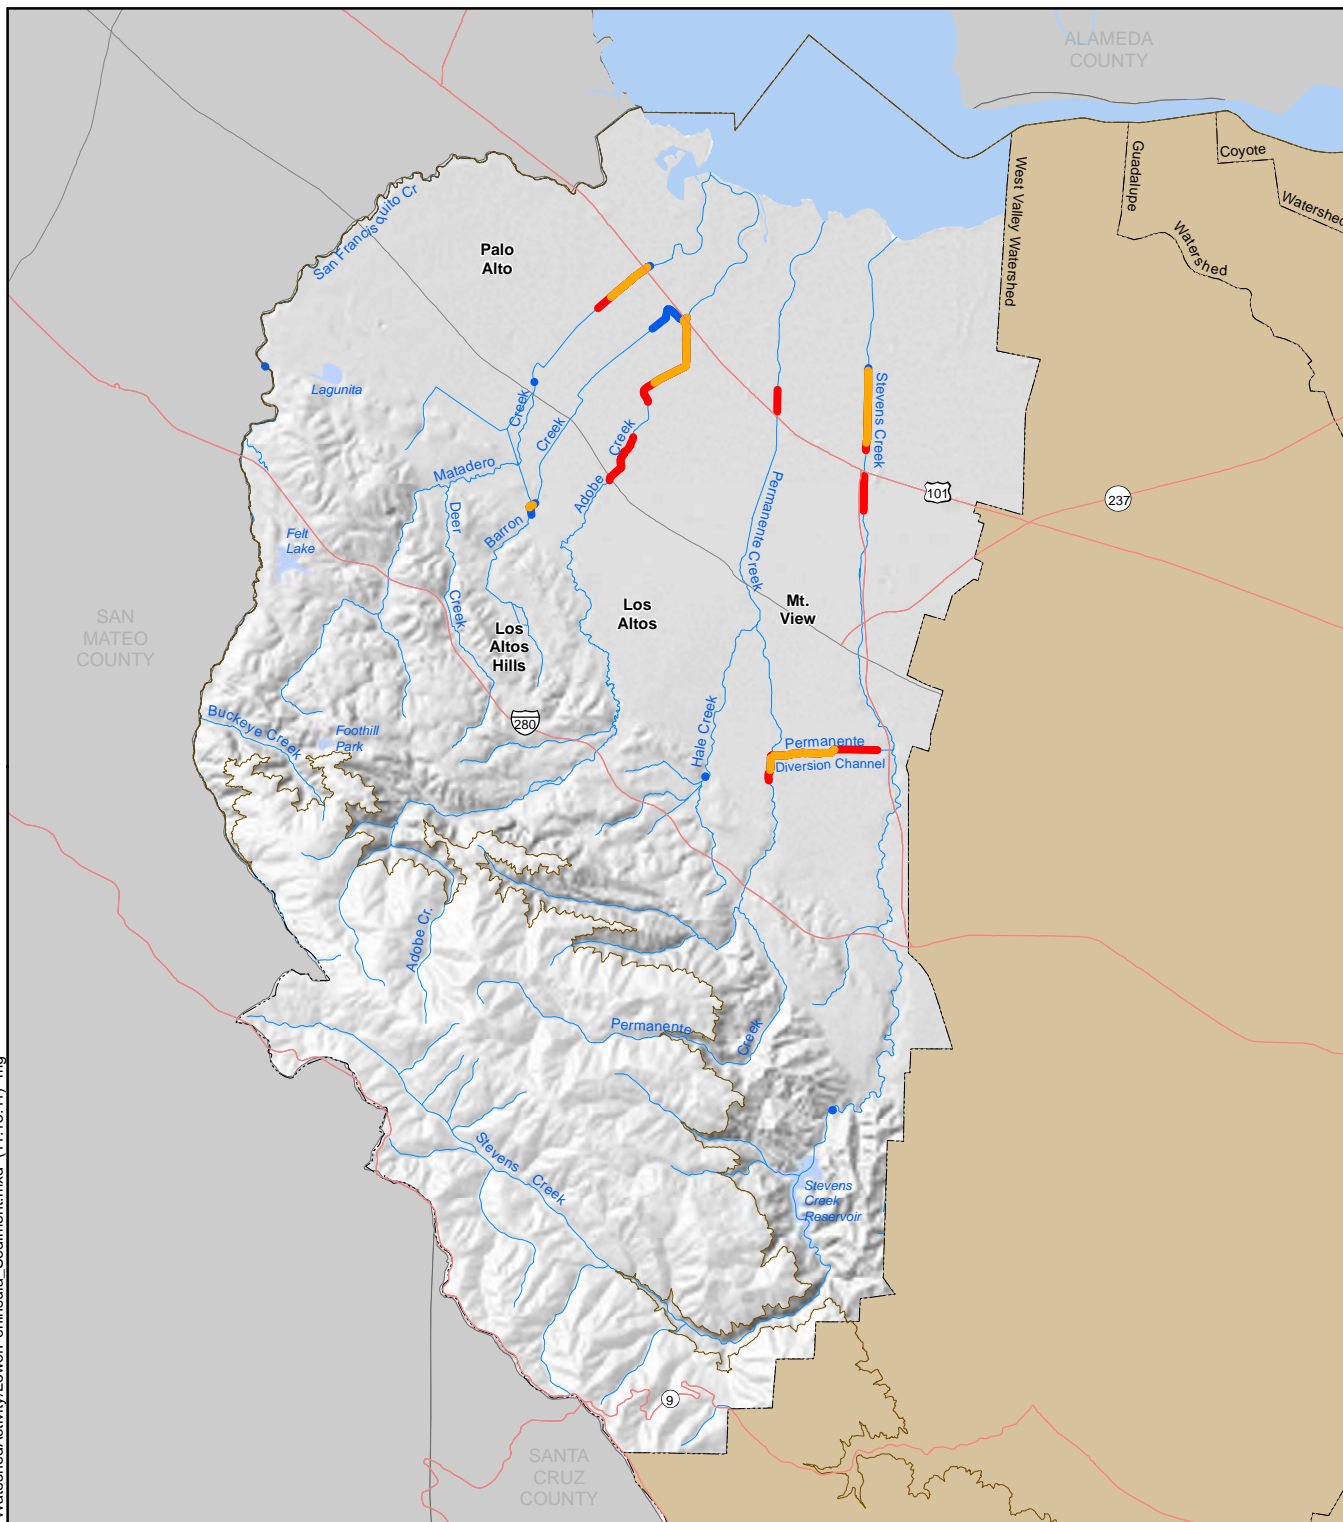 ALAMEDA
COUNTY
Coyote
Watershed
Guadalupe
Watershed
West Valley Watershed
San Francisquito Cr
Palo
Alto
Lagunita
Creek
Creek
Creek
Stevens Creek
Matadero
Adobe
101
237
Deer
Barron
Permanente Creek
Felt
Lake
Creek
Los
Altos
Mt.
View
SAN
MATEO
COUNTY
Los
Altos
Hills
280
Buckeye Creek
Foothill
Park
Hale Creek
Permanente
Diversion Channel
Adobe Cr.
Permanente
Creek
Stevens
Creek
Stevens
Creek
Reservoir
9
SANTA
CRUZ
COUNTY